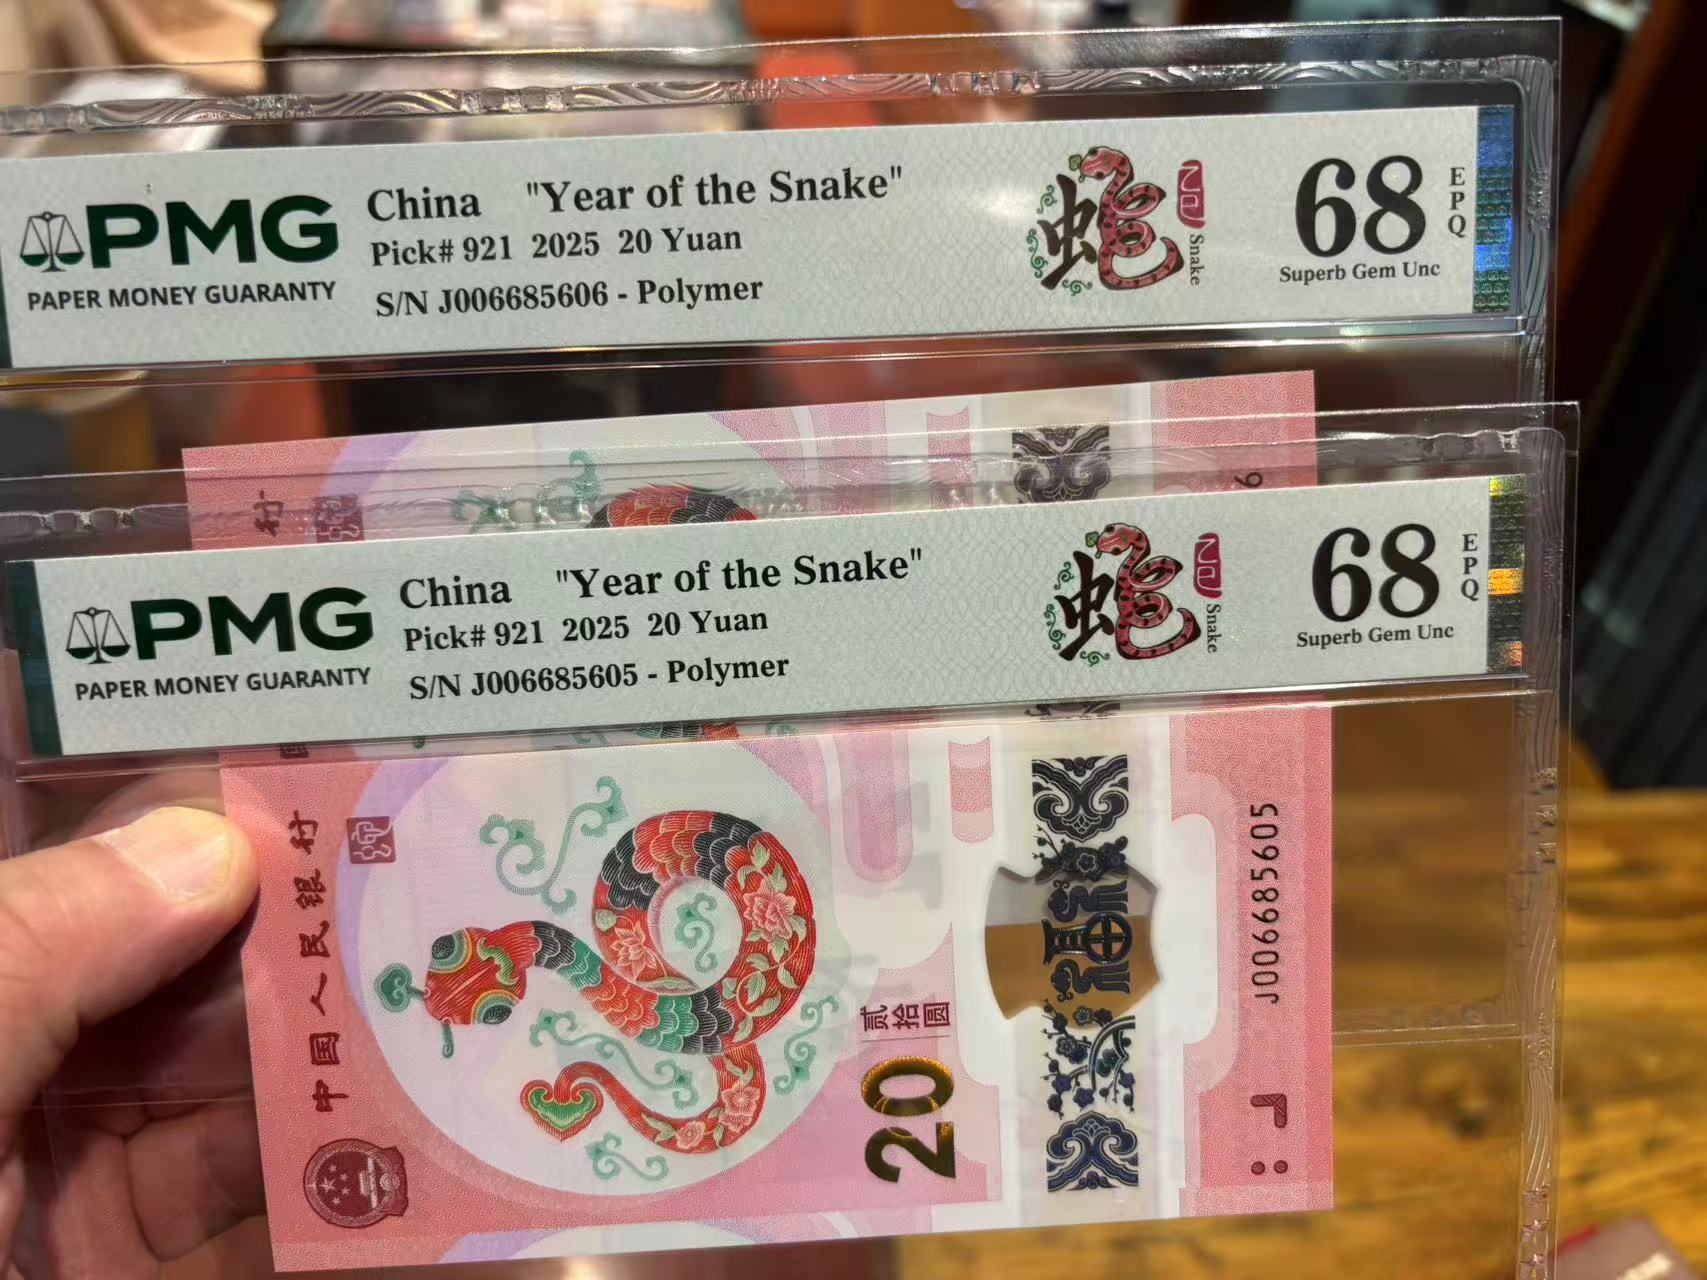 PMG
PAPER MONEY GUARANTY
China "Year of the Snake"
Pick# 921 2025 20 Yuan
S/N J006685606 - Polymer
蛇
Snake
68
EPQ
Superb Gem Unc
行
PMG
PAPER MONEY GUARANTY
China "Year of the Snake"
Pick# 921 2025 20 Yuan
S/N J006685605 - Polymer
蛇
Snake
68
EPQ
Superb Gem Unc
中国人民银行
贰拾圆
20
J006685605